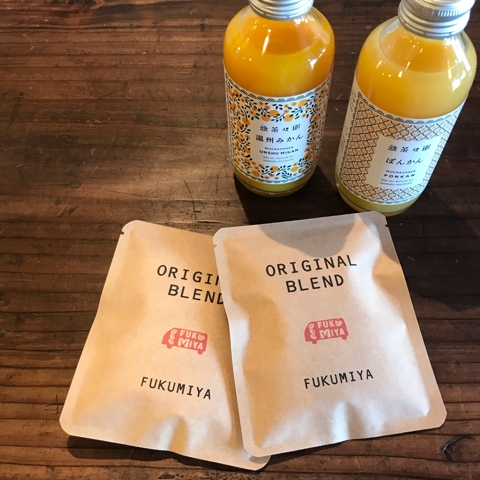 温州みかん
UNSHU MIKAN
ぽんかん
PONKAN
ORIGINAL
BLEND
FUKU
MIYA
FUKUMIYA
ORIGINAL
BLEND
FUKU
MIYA
FUKUMIYA